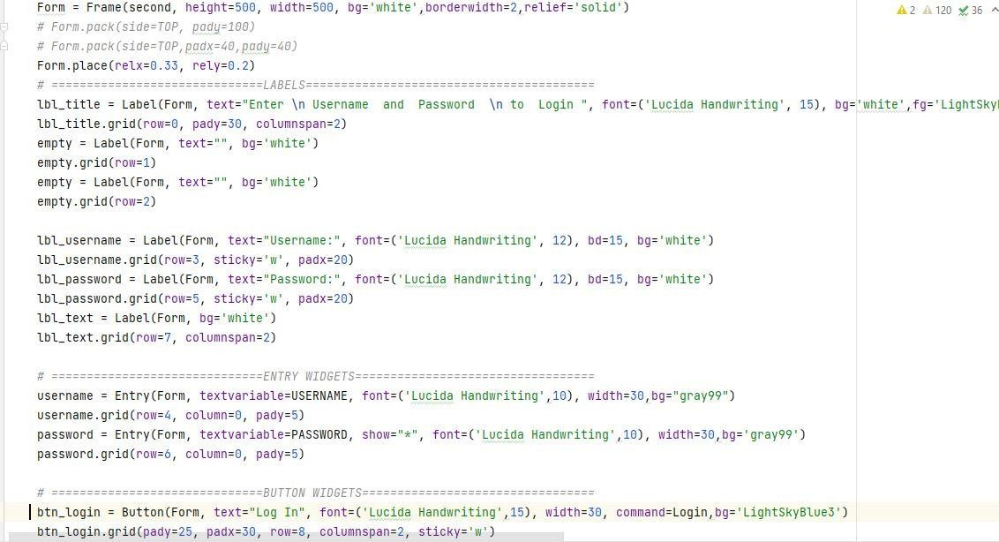 Form = Frame(second, height=500, width=500, bg='white',borderwidth=2,relief='solid')
2 120 36
# Form.pack(side=TOP, pady=100)
# Form.pack(side=TOP,padx=40,pady=40)
Form.place(relx=0.33, rely=0.2)
# ==============================LABELS=========================================
lbl_title = Label(Form, text="Enter \n Username  and  Password  \n to  Login ", font=('Lucida Handwriting', 15), bg='white',fg='LightSky
lbl_title.grid(row=0, pady=30, columnspan=2)
empty = Label(Form, text="", bg='white')
empty.grid(row=1)
empty = Label(Form, text="", bg='white')
empty.grid(row=2)
lbl_username = Label(Form, text="Username:", font=('Lucida Handwriting', 12), bd=15, bg='white')
lbl_username.grid(row=3, sticky='w', padx=20)
lbl_password = Label(Form, text="Password:", font=('Lucida Handwriting', 12), bd=15, bg='white')
lbl_password.grid(row=5, sticky='w', padx=20)
lbl_text = Label(Form, bg='white')
lbl_text.grid(row=7, columnspan=2)
# ==============================ENTRY WIDGETS==================================
username = Entry(Form, textvariable=USERNAME, font=('Lucida Handwriting',10), width=30,bg="gray99")
username.grid(row=4, column=0, pady=5)
password = Entry(Form, textvariable=PASSWORD, show="*", font=('Lucida Handwriting',10), width=30,bg='gray99')
password.grid(row=6, column=0, pady=5)
# ==============================BUTTON WIDGETS=================================
btn_login = Button(Form, text="Log In", font=('Lucida Handwriting',15), width=30, command=Login,bg='LightSkyBlue3')
btn_login.grid(pady=25, padx=30, row=8, columnspan=2, sticky='w')